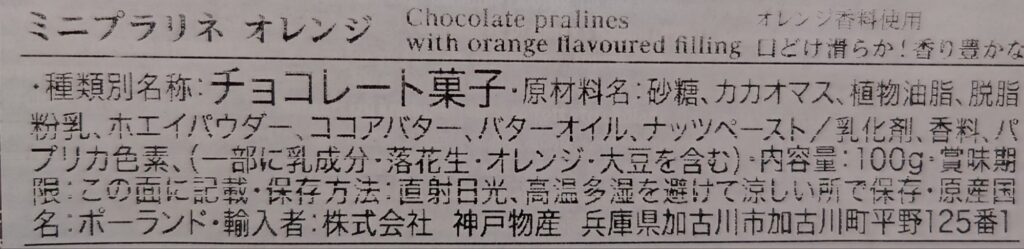 ミニプラリネ オレンジ Chocolate pralines with orange flavoured filling オレンジ香料使用 口どけ滑らか!香り豊かな
・種類別名称:チョコレート菓子・原材料名:砂糖、カカオマス、植物油脂、脱脂
粉乳、ホエイパウダー、ココアバター、バターオイル、ナッツペースト/乳化剤、香料、パ
プリカ色素、(一部に乳成分・落花生・オレンジ・大豆を含む)・内容量:100g・賞味期
限:この面に記載・保存方法:直射日光、高温多湿を避けて涼しい所で保存・原産国
名:ポーランド・輸入者:株式会社 神戸物産 兵庫県加古川市加古川町平野125番1